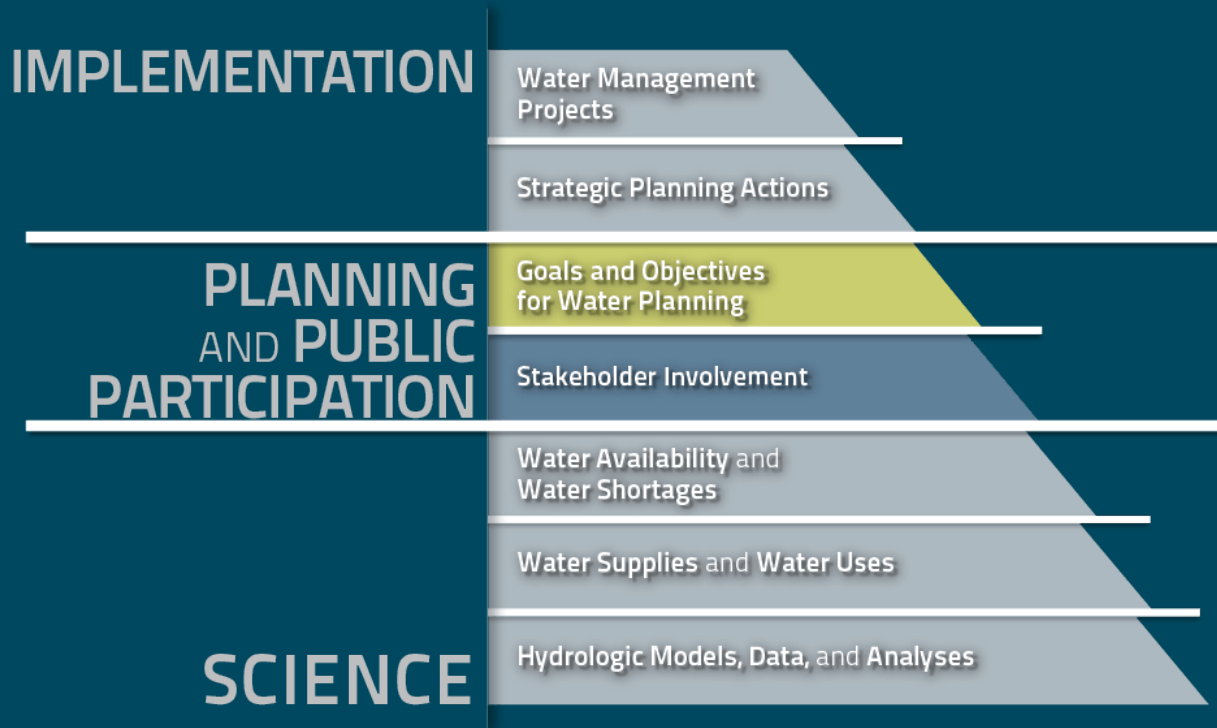 IMPLEMENTATION
Water Management
Projects
Strategic Planning Actions
PLANNING
AND PUBLIC
PARTICIPATION
Goals and Objectives
for Water Planning
Stakeholder Involvement
Water Availability and
Water Shortages
Water Supplies and Water Uses
SCIENCE
Hydrologic Models, Data, and Analyses